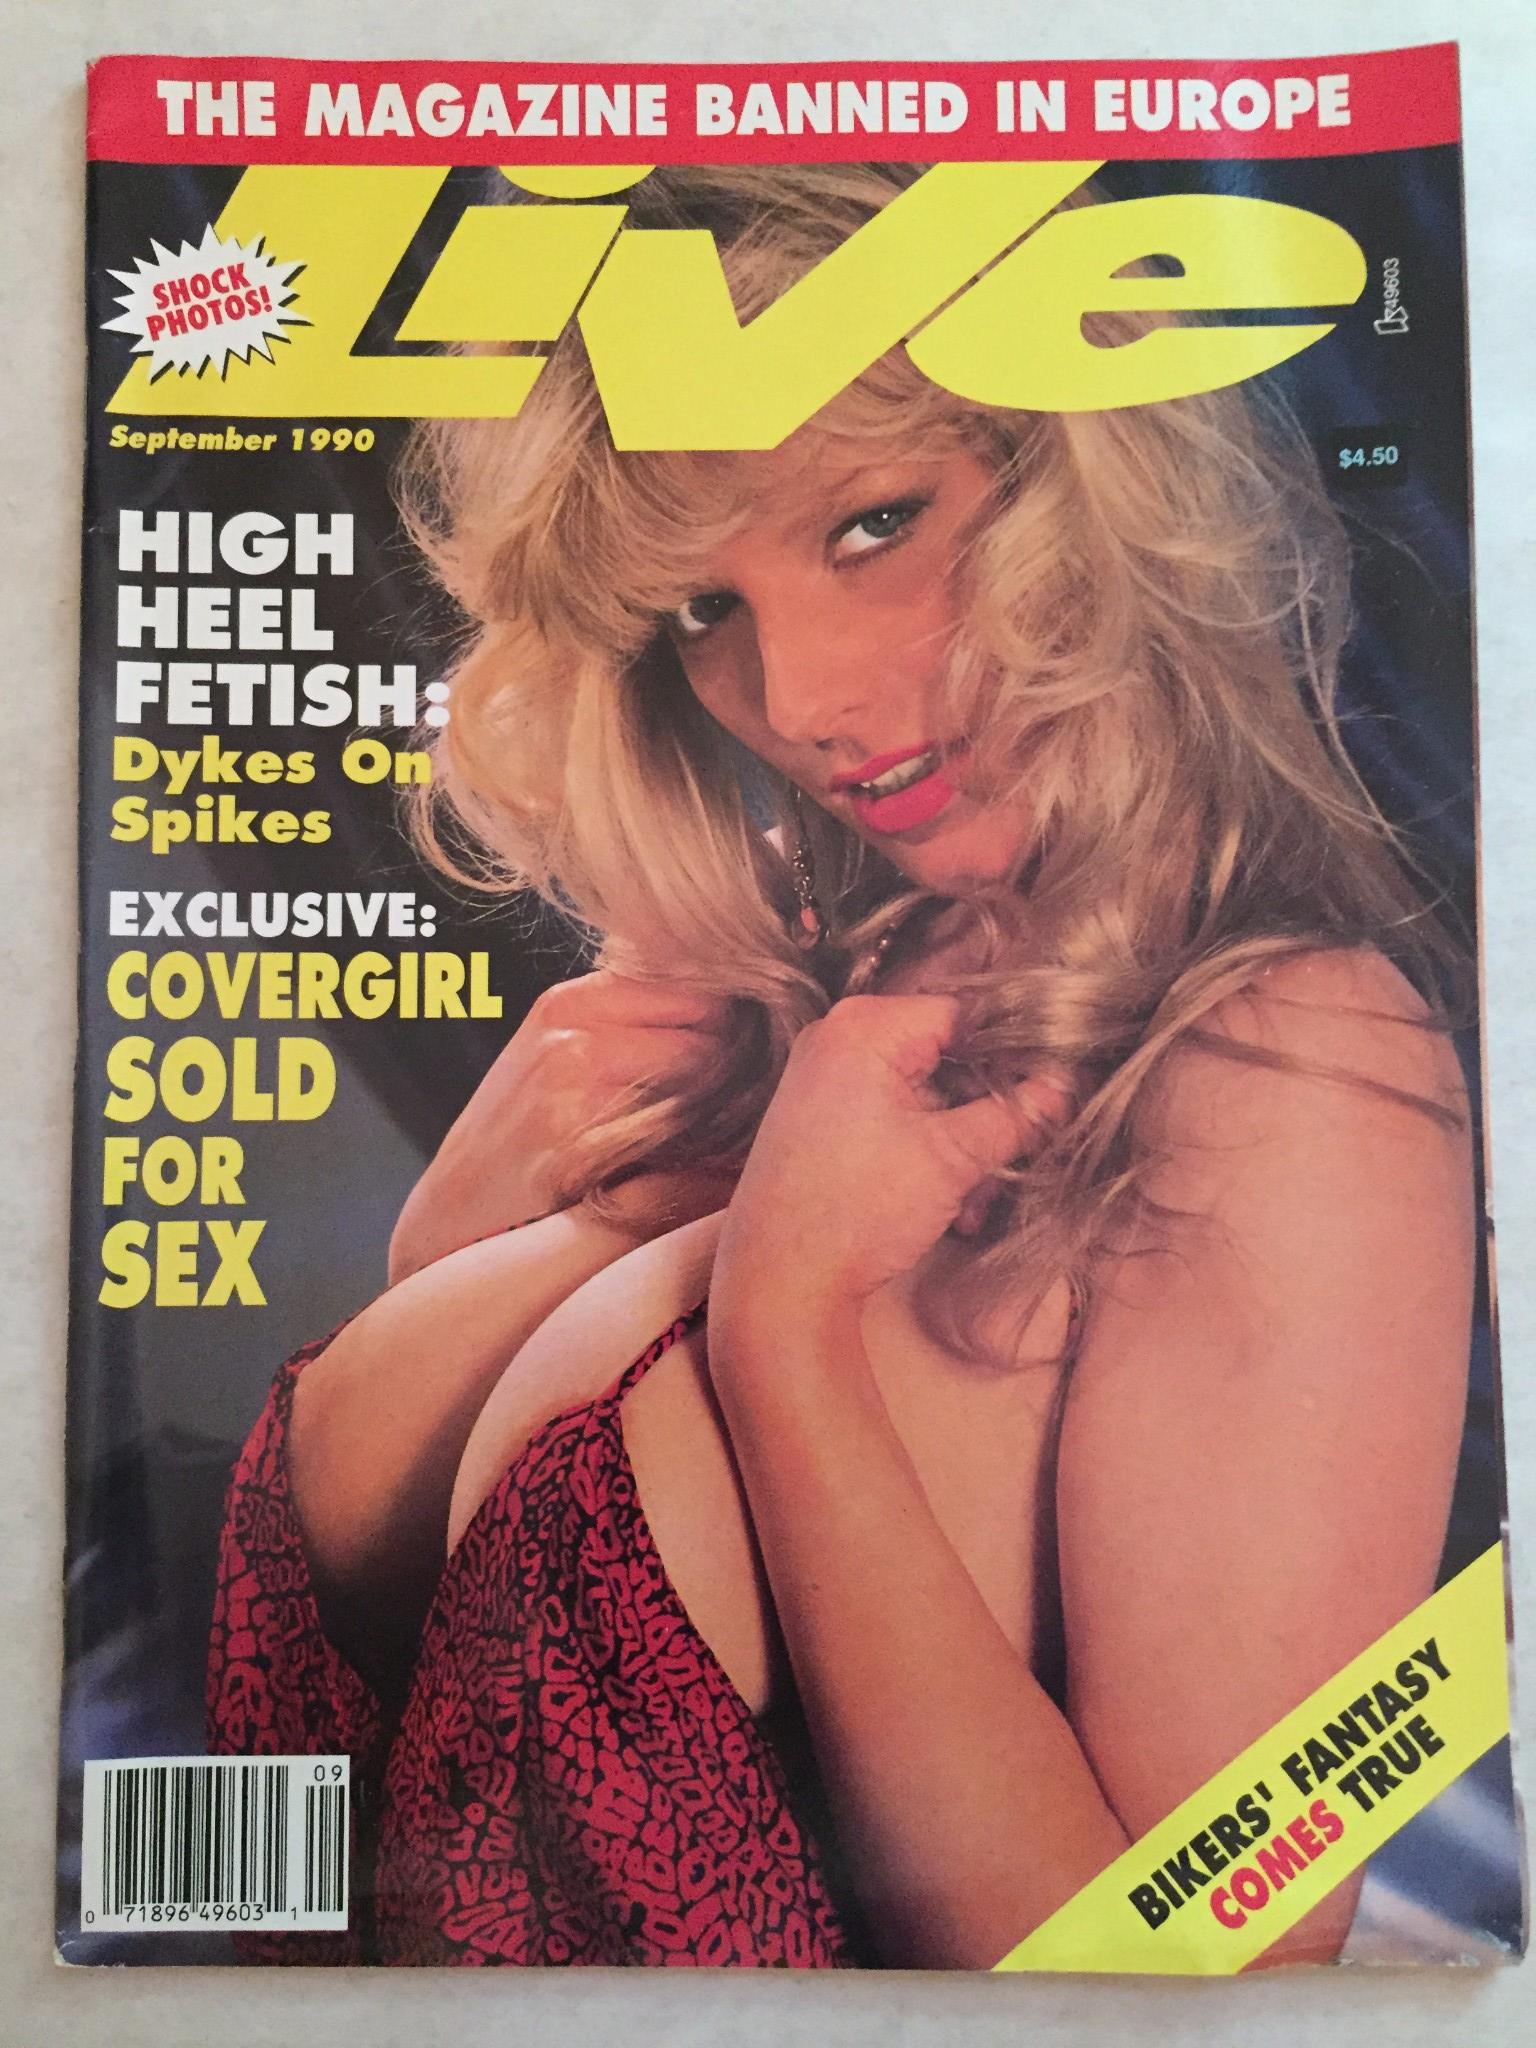 THE MAGAZINE BANNED IN EUROPE
Live
SHOCK
PHOTOS!
49603
September 1990
$4.50
HIGH
HEEL
FETISH:
Dykes On
Spikes
EXCLUSIVE:
COVERGIRL
SOLD
FOR
SEX
BIKERS' FANTASY
COMES TRUE
09
0 71896 49603 1